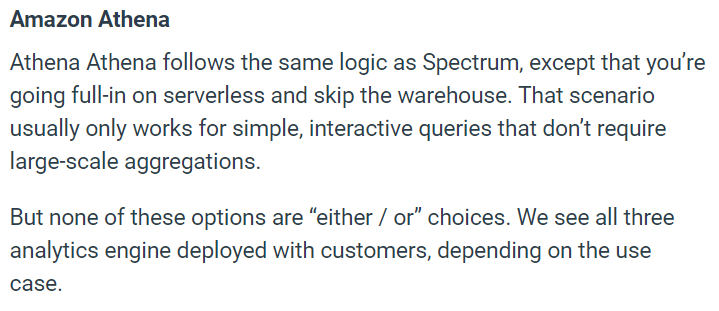 Amazon Athena
Athena Athena follows the same logic as Spectrum, except that you’re
going full-in on serverless and skip the warehouse. That scenario
usually only works for simple, interactive queries that don’t require
large-scale aggregations.
But none of these options are “either / or” choices. We see all three
analytics engine deployed with customers, depending on the use
case.